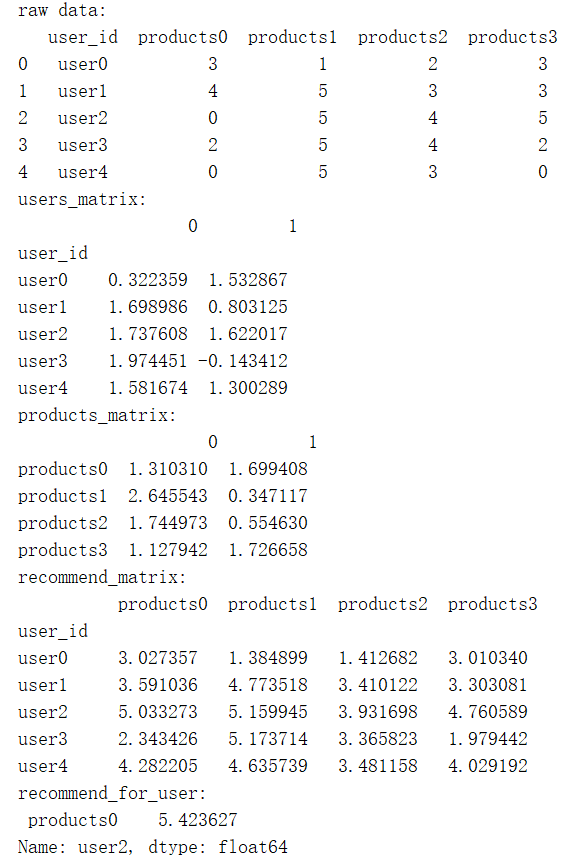 raw data:
user_id products0 products1 products2 products3
0 user0 3 1 2 3
1 user1 4 5 3 3
2 user2 0 5 4 5
3 user3 2 5 4 2
4 user4 0 5 3 0
users_matrix:
0 1
user_id
user0 0.322359 1.532867
user1 1.698986 0.803125
user2 1.737608 1.622017
user3 1.974451 -0.143412
user4 1.581674 1.300289
products_matrix:
0 1
products0 1.310310 1.699408
products1 2.645543 0.347117
products2 1.744973 0.554630
products3 1.127942 1.726658
recommend_matrix:
products0 products1 products2 products3
user_id
user0 3.027357 1.384899 1.412682 3.010340
user1 3.591036 4.773518 3.410122 3.303081
user2 5.033273 5.159945 3.931698 4.760589
user3 2.343426 5.173714 3.365823 1.979442
user4 4.282205 4.635739 3.481158 4.029192
recommend_for_user:
products0 5.423627
Name: user2, dtype: float64